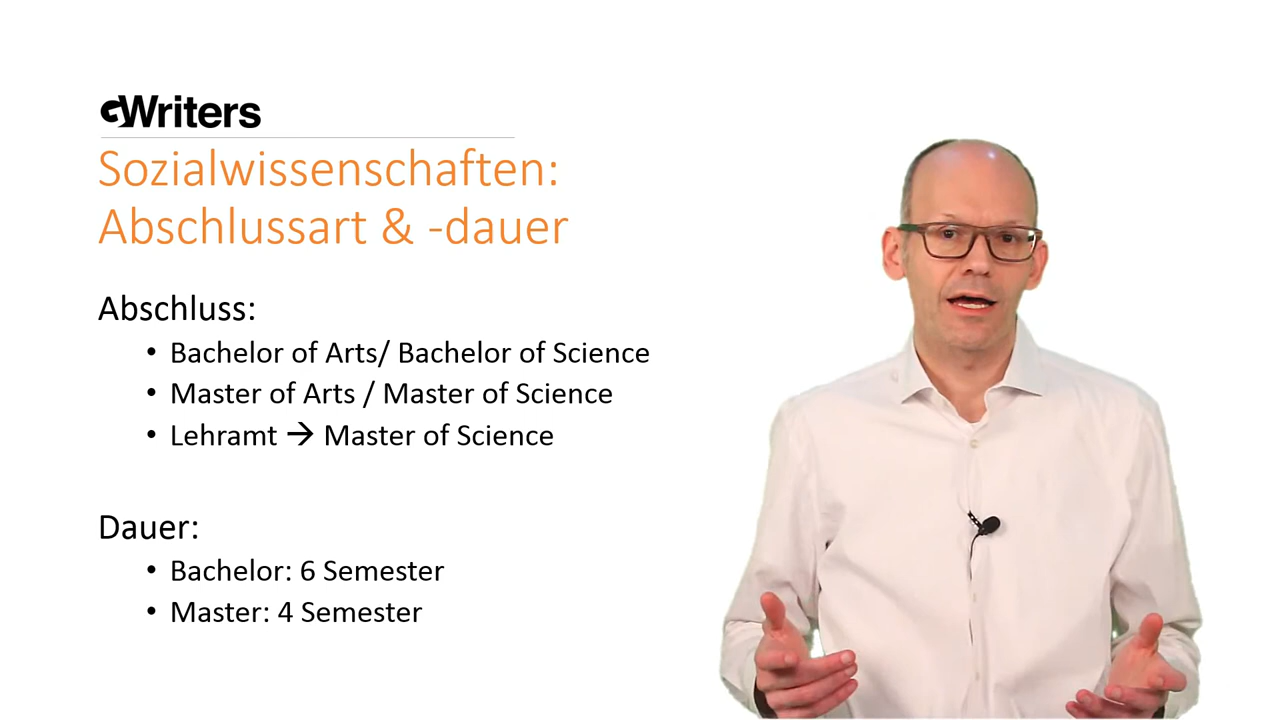 GWriters
Sozialwissenschaften:
Abschlussart & -dauer
Abschluss:
• Bachelor of Arts/ Bachelor of Science
• Master of Arts / Master of Science
• Lehramt → Master of Science
Dauer:
• Bachelor: 6 Semester
• Master: 4 Semester